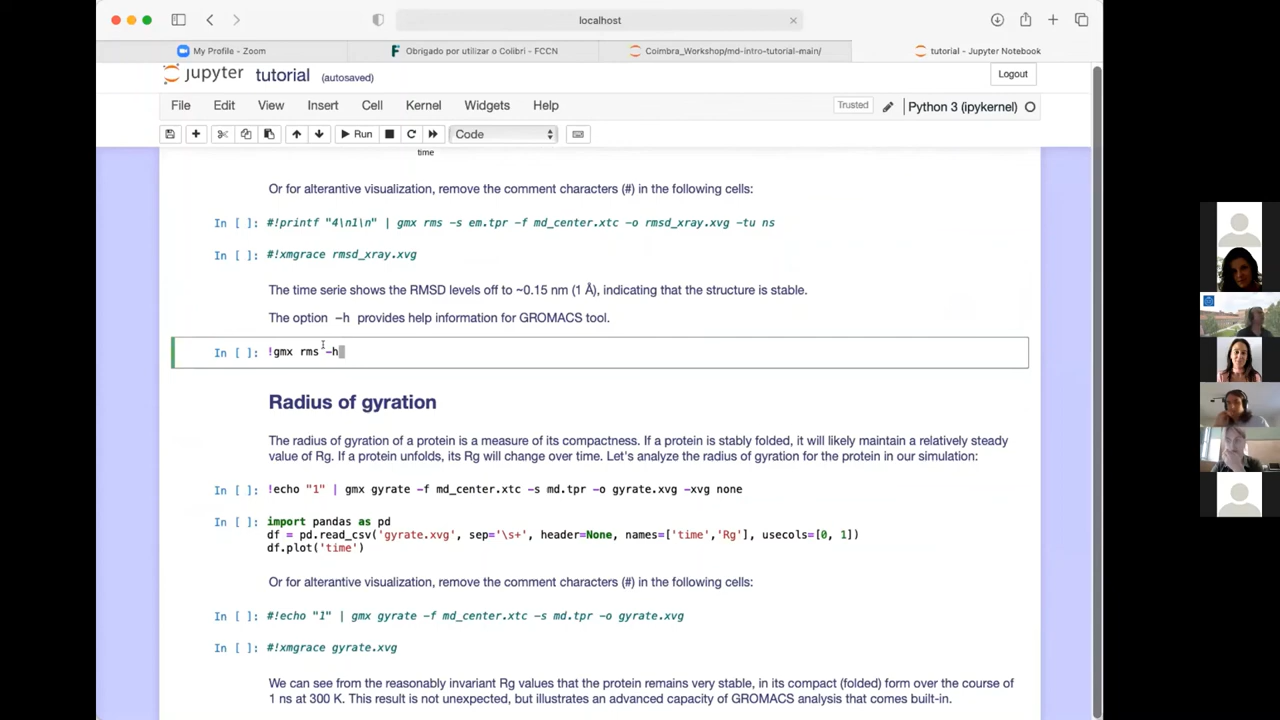 localhost
My Profile - Zoom
Obrigado por utilizar o Colibri - FCCN
Coimbra_Workshop/md-intro-tutorial-main/
tutorial - Jupyter Notebook
jupyter tutorial (autosaved)
Logout
File Edit View Insert Cell Kernel Widgets Help
Trusted
Python 3 (ipykernel)
Run
Code
time
Or for alterantive visualization, remove the comment characters (#) in the following cells:
In [ ]: #!printf "4\n1\n" | gmx rms -s em.tpr -f md_center.xtc -o rmsd_xray.xvg -tu ns
In [ ]: #!xmgrace rmsd_xray.xvg
The time serie shows the RMSD levels off to ~0.15 nm (1 Å), indicating that the structure is stable.
The option -h provides help information for GROMACS tool.
In [ ]: !gmx rms -h
Radius of gyration
The radius of gyration of a protein is a measure of its compactness. If a protein is stably folded, it will likely maintain a relatively steady
value of Rg. If a protein unfolds, its Rg will change over time. Let's analyze the radius of gyration for the protein in our simulation:
In [ ]: !echo "1" | gmx gyrate -f md_center.xtc -s md.tpr -o gyrate.xvg -xvg none
In [ ]: import pandas as pd
df = pd.read_csv('gyrate.xvg', sep='\s+', header=None, names=['time','Rg'], usecols=[0, 1])
df.plot('time')
Or for alterantive visualization, remove the comment characters (#) in the following cells:
In [ ]: #!echo "1" | gmx gyrate -f md_center.xtc -s md.tpr -o gyrate.xvg
In [ ]: #!xmgrace gyrate.xvg
We can see from the reasonably invariant Rg values that the protein remains very stable, in its compact (folded) form over the course of
1 ns at 300 K. This result is not unexpected, but illustrates an advanced capacity of GROMACS analysis that comes built-in.